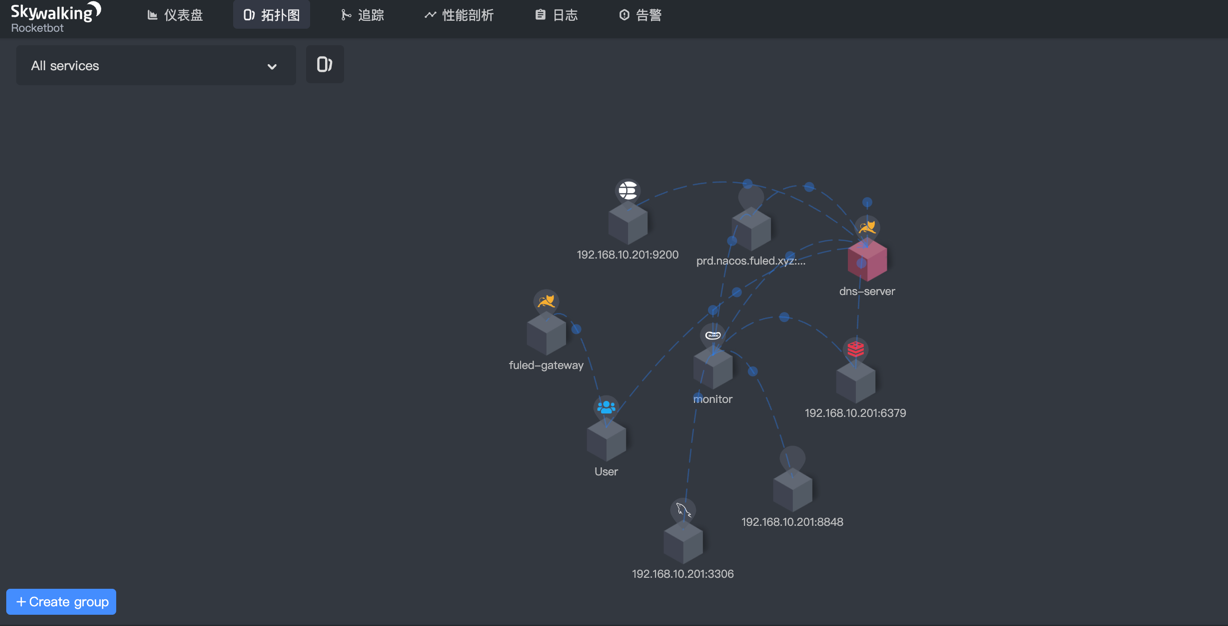 Skywalking
Rocketbot
仪表盘
拓扑图
追踪
性能剖析
日志
告警
All services
192.168.10.201:9200
prd.nacos.fuled.xyz:...
dns-server
fuled-gateway
monitor
192.168.10.201:6379
User
192.168.10.201:8848
192.168.10.201:3306
+ Create group